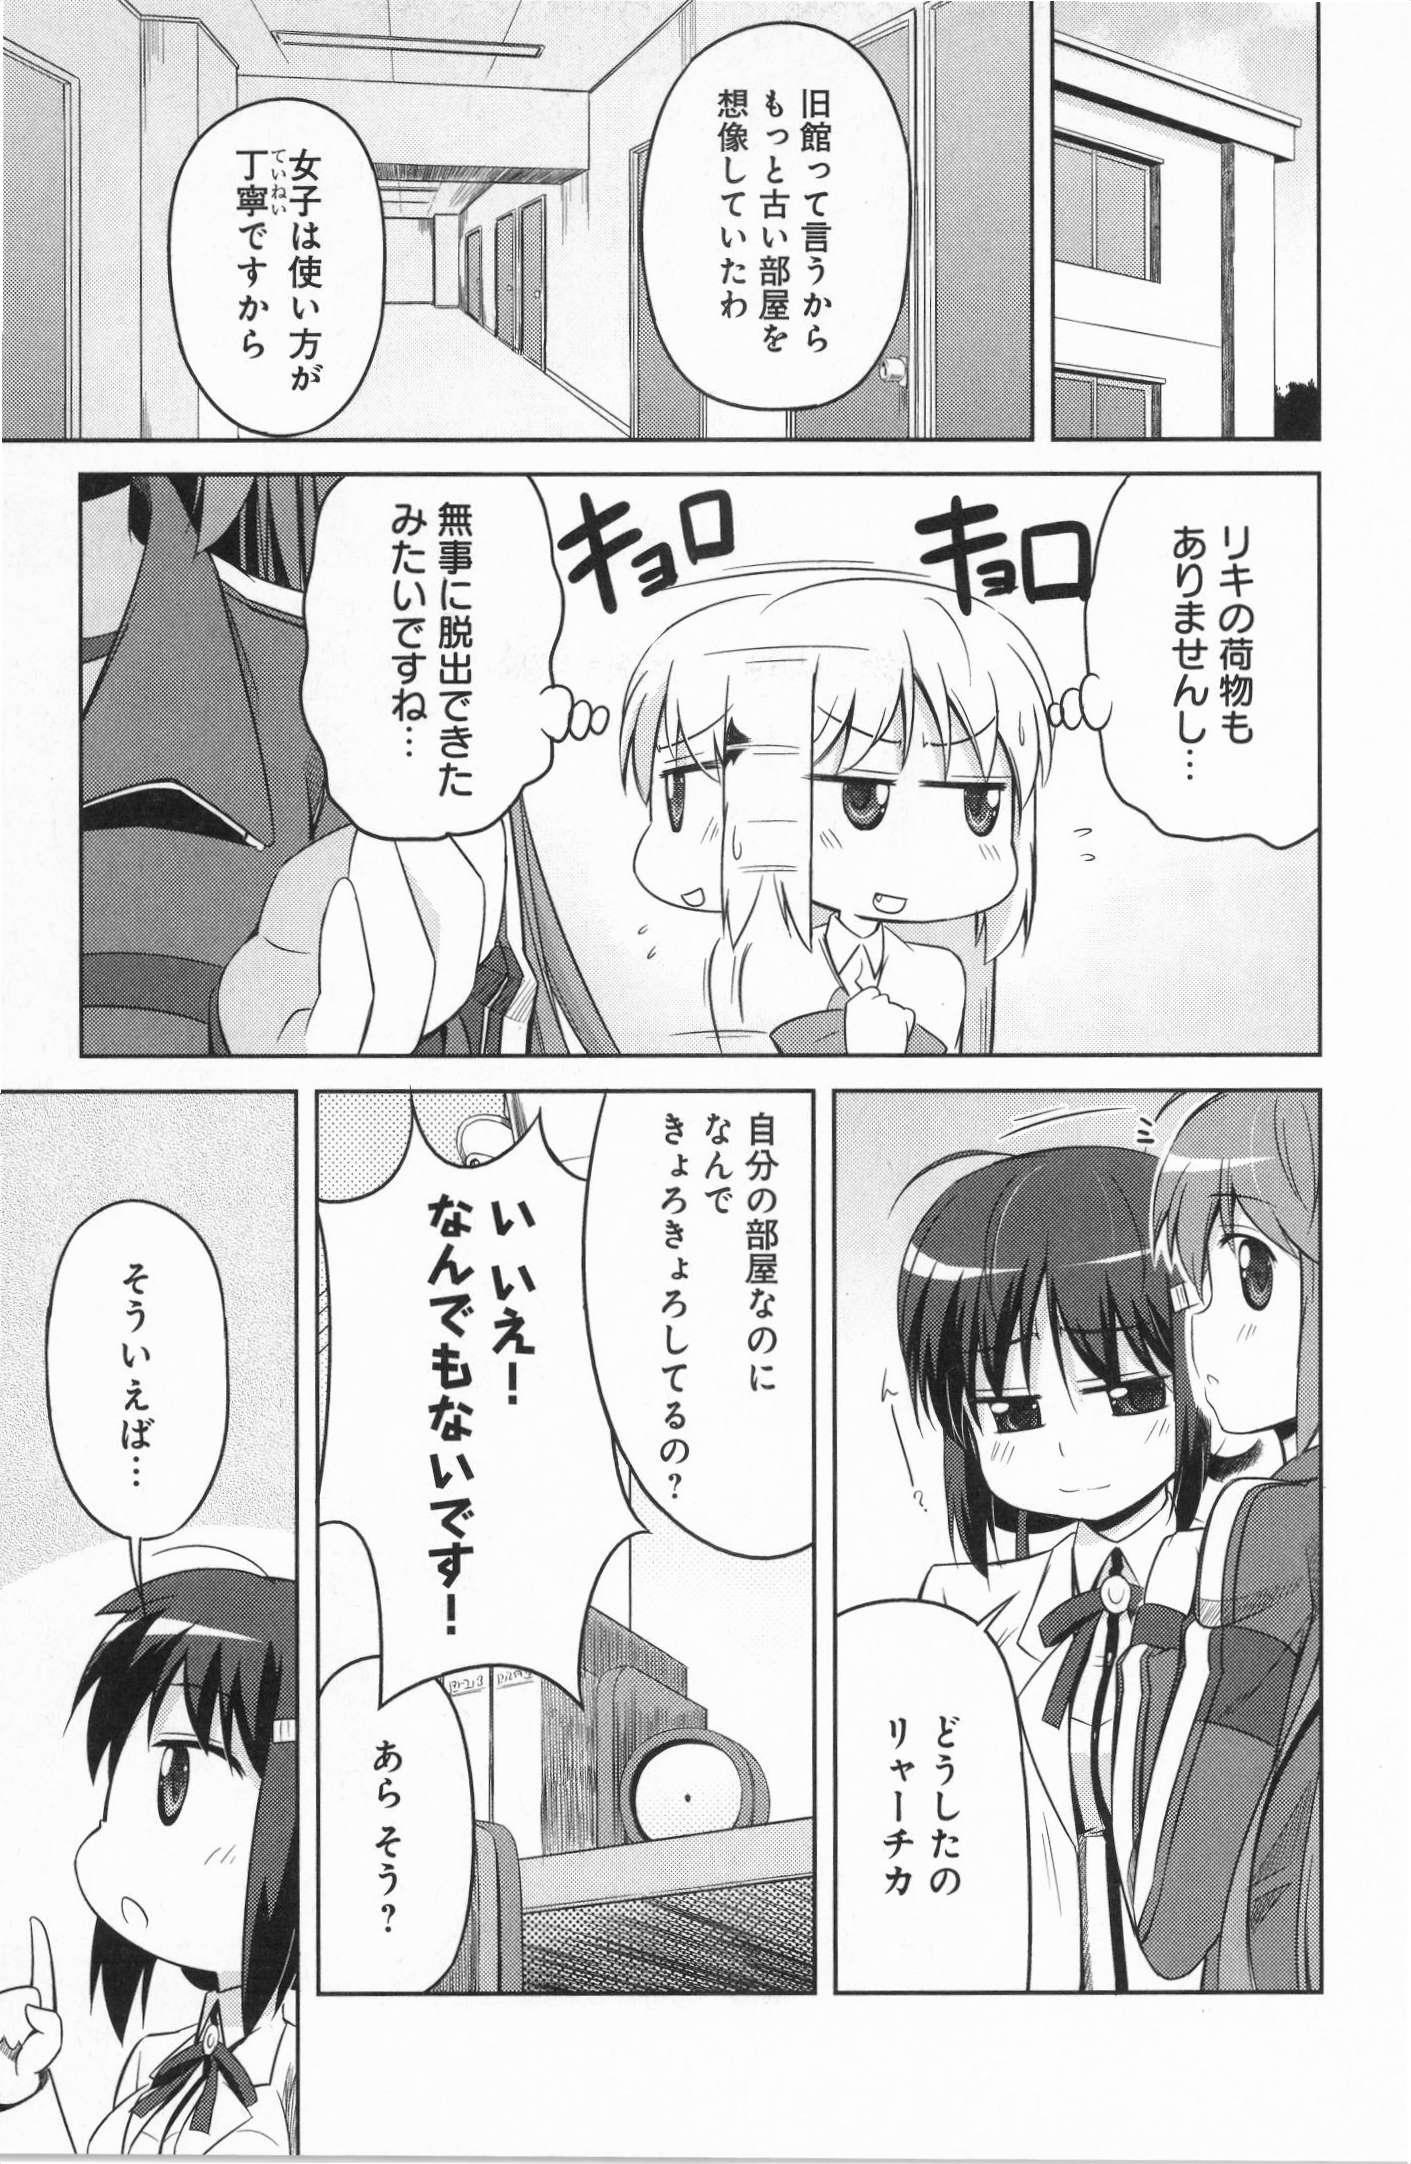 旧館って言うから
もっと古い部屋を
想像していたわ
女子は使い方が
丁寧ですから
ていねい
リキの荷物も
ありませんし…
キョロ
キョロ
無事に脱出できた
みたいですね…
ん
?
どうしたの
リャーチカ
自分の部屋なのに
なんで
きょろきょろしてるの?
いいえ!
なんでもないです!
あら そう?
そういえば…